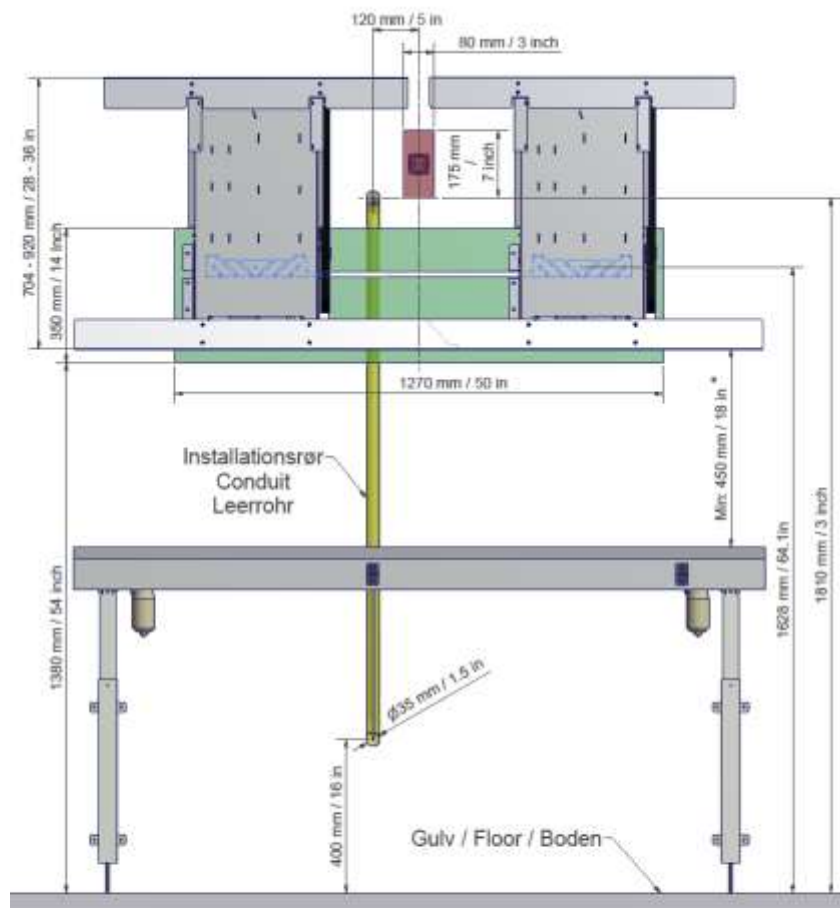 120 mm / 5 in
80 mm / 3 inch
704 - 920 mm / 28 - 36 in
175 mm
/
7 inch
350 mm / 14 inch
1270 mm / 50 in
Min: 450 mm / 18 in *
Installationsrør
Conduit
Leerrohr
1628 mm / 64,1in
1810 mm / 3 inch
1380 mm / 54 inch
Ø35 mm / 1.5 in
400 mm / 16 in
Gulv / Floor / Boden